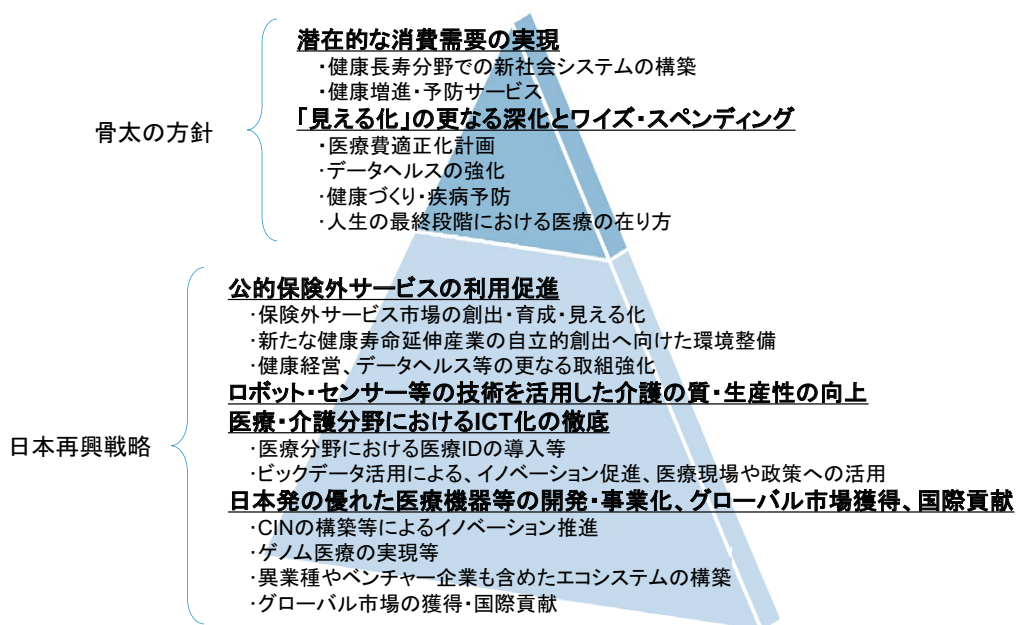 骨太の方針
潜在的な消費需要の実現
・健康長寿分野での新社会システムの構築
・健康増進・予防サービス
「見える化」の更なる深化とワイズ・スペンディング
・医療費適正化計画
・データヘルスの強化
・健康づくり・疾病予防
・人生の最終段階における医療の在り方
日本再興戦略
公的保険外サービスの利用促進
・保険外サービス市場の創出・育成・見える化
・新たな健康寿命延伸産業の自立的創出へ向けた環境整備
・健康経営、データヘルス等の更なる取組強化
ロボット・センサー等の技術を活用した介護の質・生産性の向上
医療・介護分野におけるICT化の徹底
・医療分野における医療IDの導入等
・ビックデータ活用による、イノベーション促進、医療現場や政策への活用
日本発の優れた医療機器等の開発・事業化、グローバル市場獲得、国際貢献
・CINの構築等によるイノベーション推進
・ゲノム医療の実現等
・異業種やベンチャー企業も含めたエコシステムの構築
・グローバル市場の獲得・国際貢献